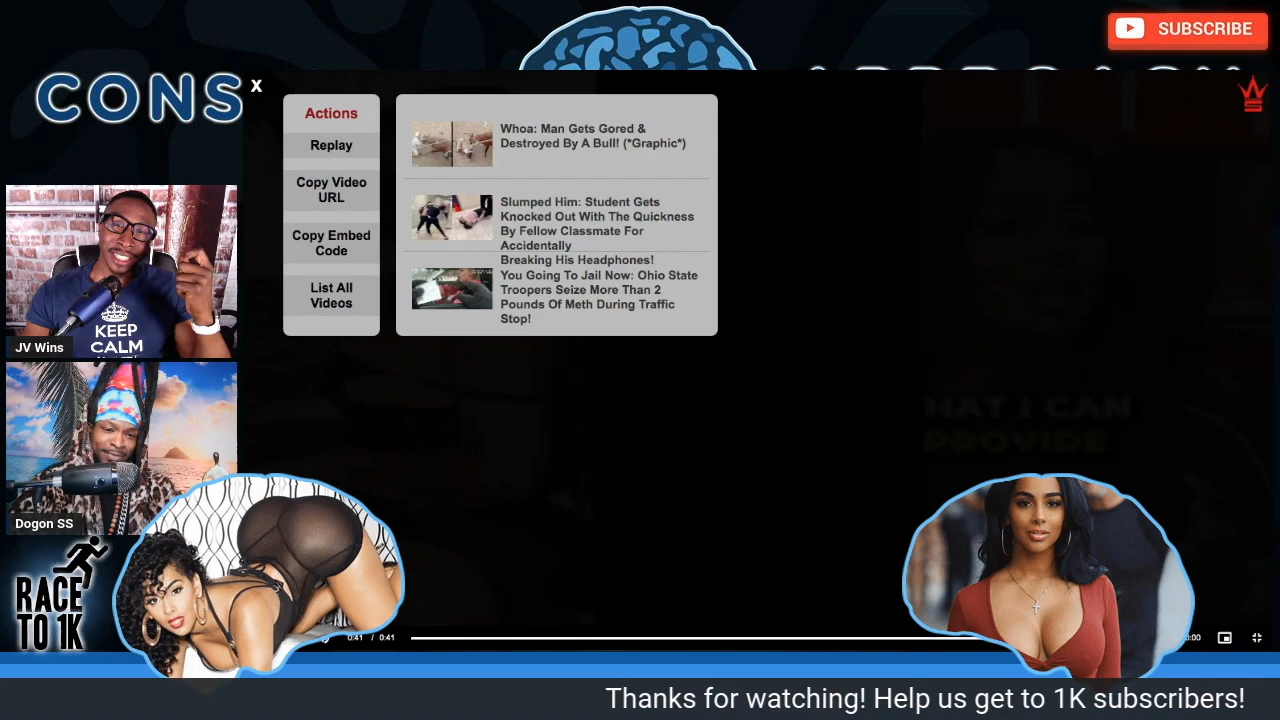 SUBSCRIBE
CONS
x
Actions
Replay
Copy Video
URL
Copy Embed
Code
List All
Videos
Whoa: Man Gets Gored &
Destroyed By A Bull! (*Graphic*)
Slumped Him: Student Gets
Knocked Out With The Quickness
By Fellow Classmate For
Accidentally
Breaking His Headphones!
You Going To Jail Now: Ohio State
Troopers Seize More Than 2
Pounds Of Meth During Traffic
Stop!
KEEP
CALM
JV Wins
HAT I CAN
PROVIDE
Dogon SS
RACE
TO 1K
0:41 / 0:41
:00
Thanks for watching! Help us get to 1K subscribers!